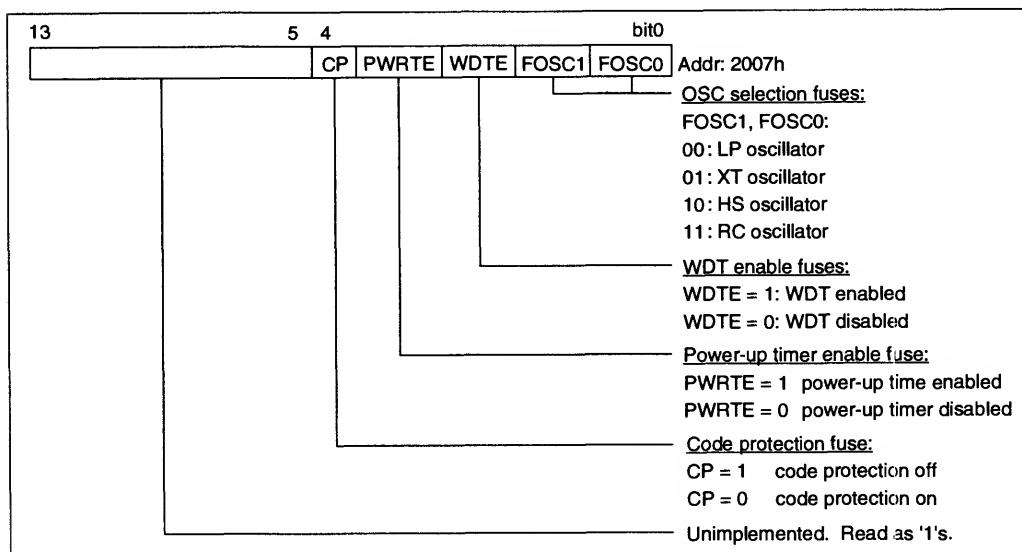 13 5 4 bit0
CP PWRTE WDTE FOSC1 FOSC0 Addr: 2007h
OSC selection fuses:
FOSC1, FOSC0:
00: LP oscillator
01: XT oscillator
10: HS oscillator
11: RC oscillator
WDT enable fuses:
WDTE = 1: WDT enabled
WDTE = 0: WDT disabled
Power-up timer enable fuse:
PWRTE = 1 power-up time enabled
PWRTE = 0 power-up timer disabled
Code protection fuse:
CP = 1 code protection off
CP = 0 code protection on
Unimplemented. Read as '1's.